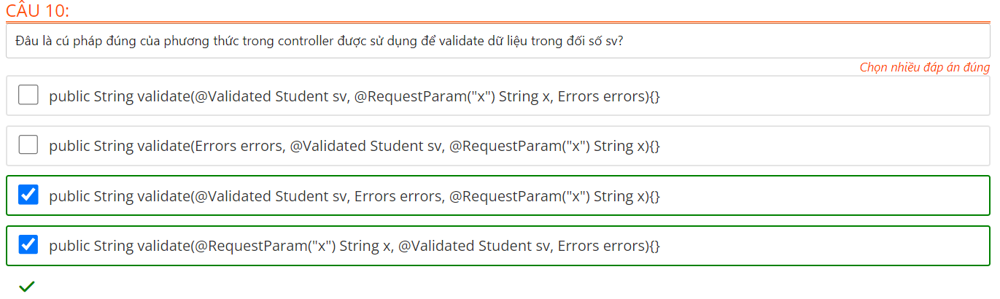 CÂU 10:
Đâu là cú pháp đúng của phương thức trong controller được sử dụng để validate dữ liệu trong đối số sv?
Chọn nhiều đáp án đúng
public String validate(@Validated Student sv, @RequestParam("x") String x, Errors errors){}
public String validate(Errors errors, @Validated Student sv, @RequestParam("x") String x){}
public String validate(@Validated Student sv, Errors errors, @RequestParam("x") String x){}
public String validate(@RequestParam("x") String x, @Validated Student sv, Errors errors){}